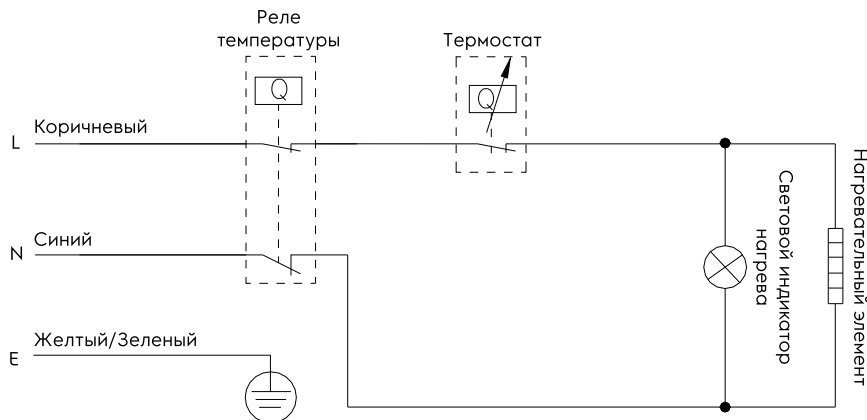 Реле
температуры
Термостат
Q
Q
L
Коричневый
N
Синий
E
Желтый/Зеленый
Световой индикатор
нагрева
Нагревательный элемент